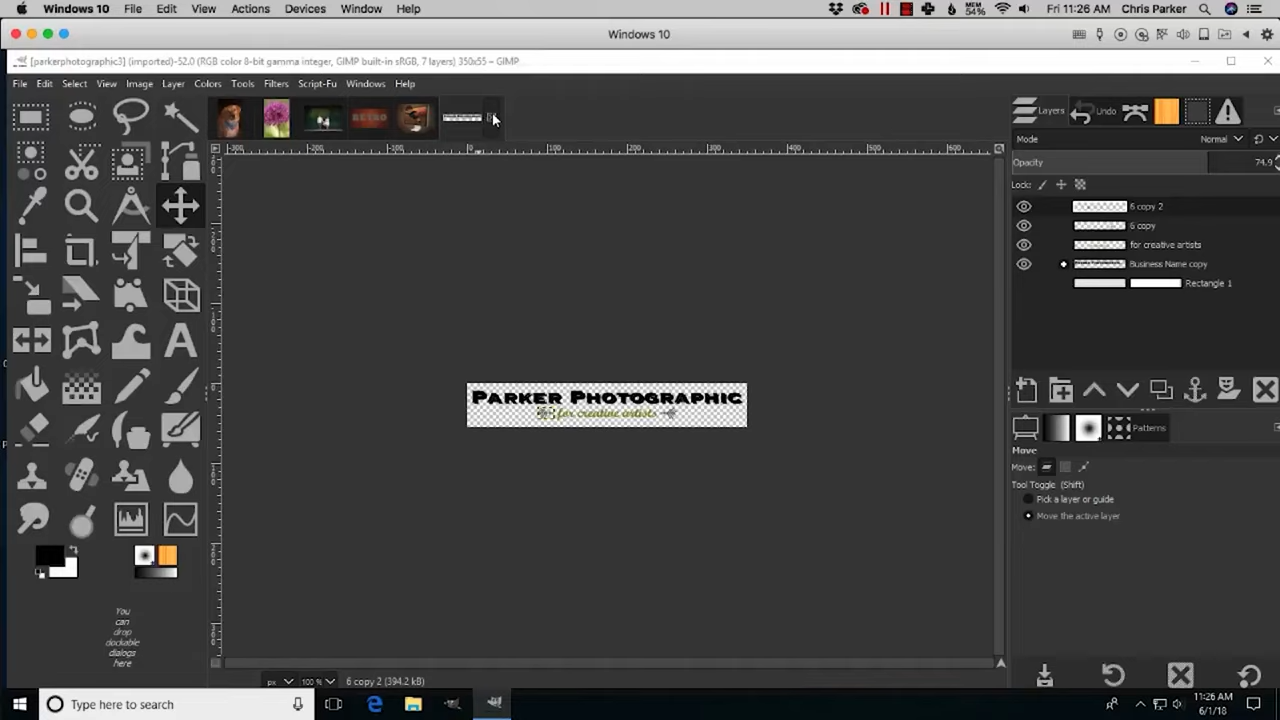 Windows 10 File Edit View Actions Devices Window Help MEM 54% Fri 11:26 AM Chris Parker
Windows 10
[parkerphotographic3] (imported)-52.0 (RGB color 8-bit gamma integer, GIMP built-in sRGB, 7 layers) 350x55 – GIMP
File Edit Select View Image Layer Colors Tools Filters Script-Fu Windows Help
RETRO
Layers Undo
Mode Normal
Opacity 74.9
Lock:
6 copy 2
6 copy
for creative artists
Business Name copy
Rectangle 1
Parker Photographic
for creative artists
Patterns
Move
Move:
Tool Toggle (Shift)
Pick a layer or guide
Move the active layer
You
can
drop
dockable
dialogs
here
px 100 % 6 copy 2 (394.2 kB)
Type here to search
11:26 AM
6/1/18